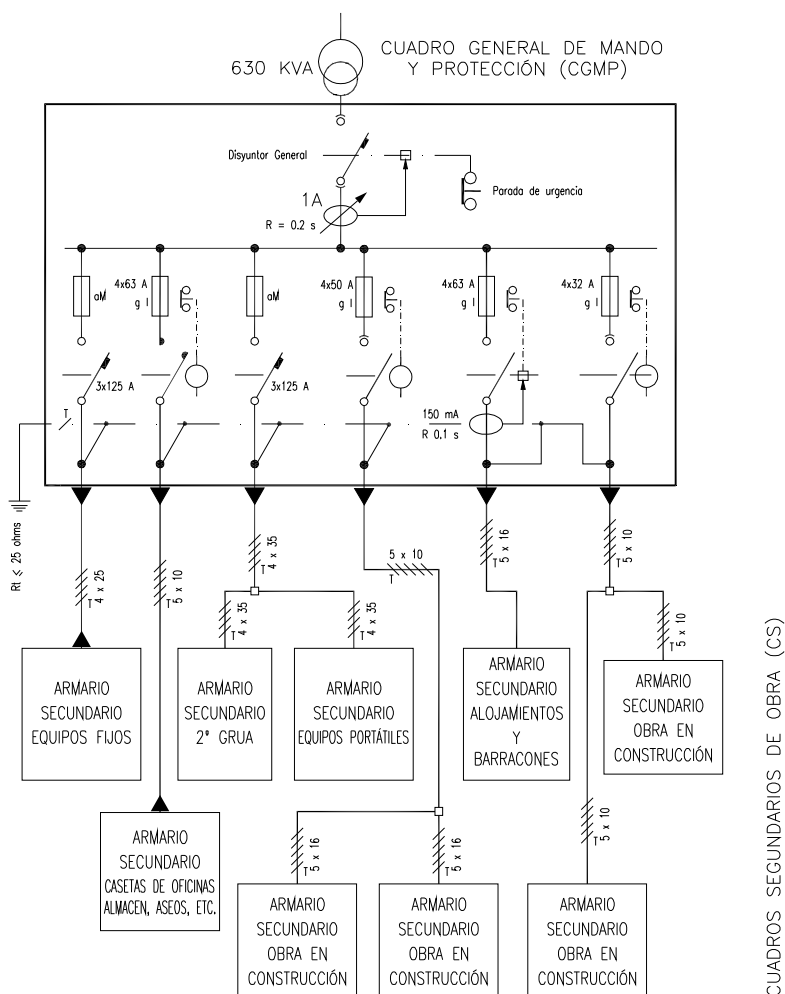 630 KVA
CUADRO GENERAL DE MANDO
Y PROTECCIÓN (CGMP)
Disyuntor General
Parada de urgencia
1A
R = 0.2 s
aM
4x63 A
g I
aM
4x50 A
g I
4x63 A
g I
4x32 A
g I
3x125 A
3x125 A
T
150 mA
R 0.1 s
Rt ≤ 25 ohms
T 4 x 25
T 5 x 10
T 4 x 35
5 x 10
T
T 5 x 16
T 5 x 10
T 4 x 35
T 4 x 35
T 5 x 10
ARMARIO
SECUNDARIO
EQUIPOS FIJOS
ARMARIO
SECUNDARIO
2º GRUA
ARMARIO
SECUNDARIO
EQUIPOS PORTÁTILES
ARMARIO
SECUNDARIO
ALOJAMIENTOS
Y
BARRACONES
ARMARIO
SECUNDARIO
OBRA EN
CONSTRUCCIÓN
ARMARIO
SECUNDARIO
CASETAS DE OFICINAS
ALMACEN, ASEOS, ETC.
T 5 x 16
T 5 x 16
T 5 x 10
ARMARIO
SECUNDARIO
OBRA EN
CONSTRUCCIÓN
ARMARIO
SECUNDARIO
OBRA EN
CONSTRUCCIÓN
ARMARIO
SECUNDARIO
OBRA EN
CONSTRUCCIÓN
CUADROS SEGUNDARIOS DE OBRA (CS)